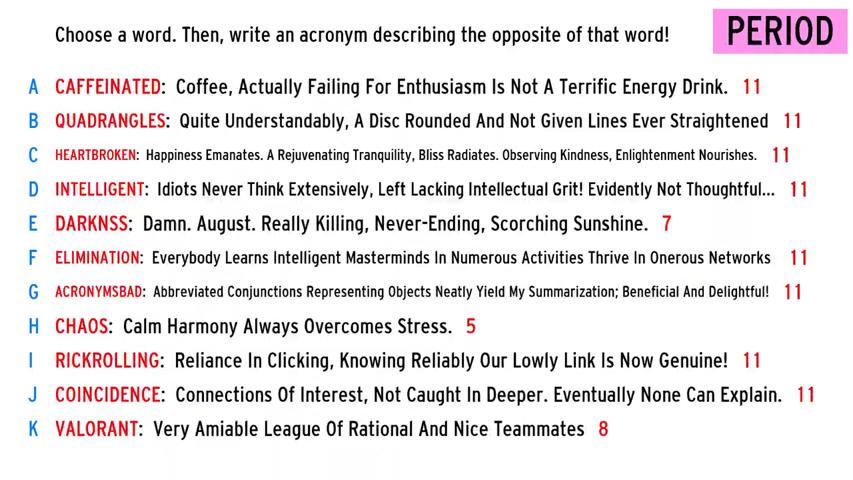 Choose a word. Then, write an acronym describing the opposite of that word!
PERIOD
A CAFFEINATED: Coffee, Actually Failing For Enthusiasm Is Not A Terrific Energy Drink. 11
B QUADRANGLES: Quite Understandably, A Disc Rounded And Not Given Lines Ever Straightened 11
C HEARTBROKEN: Happiness Emanates. A Rejuvenating Tranquility, Bliss Radiates. Observing Kindness, Enlightenment Nourishes. 11
D INTELLIGENT: Idiots Never Think Extensively, Left Lacking Intellectual Grit! Evidently Not Thoughtful... 11
E DARKNSS: Damn. August. Really Killing, Never-Ending, Scorching Sunshine. 7
F ELIMINATION: Everybody Learns Intelligent Masterminds In Numerous Activities Thrive In Onerous Networks 11
G ACRONYMSBAD: Abbreviated Conjunctions Representing Objects Neatly Yield My Summarization; Beneficial And Delightful! 11
H CHAOS: Calm Harmony Always Overcomes Stress. 5
I RICKROLLING: Reliance In Clicking, Knowing Reliably Our Lowly Link Is Now Genuine! 11
J COINCIDENCE: Connections Of Interest, Not Caught In Deeper. Eventually None Can Explain. 11
K VALORANT: Very Amiable League Of Rational And Nice Teammates 8